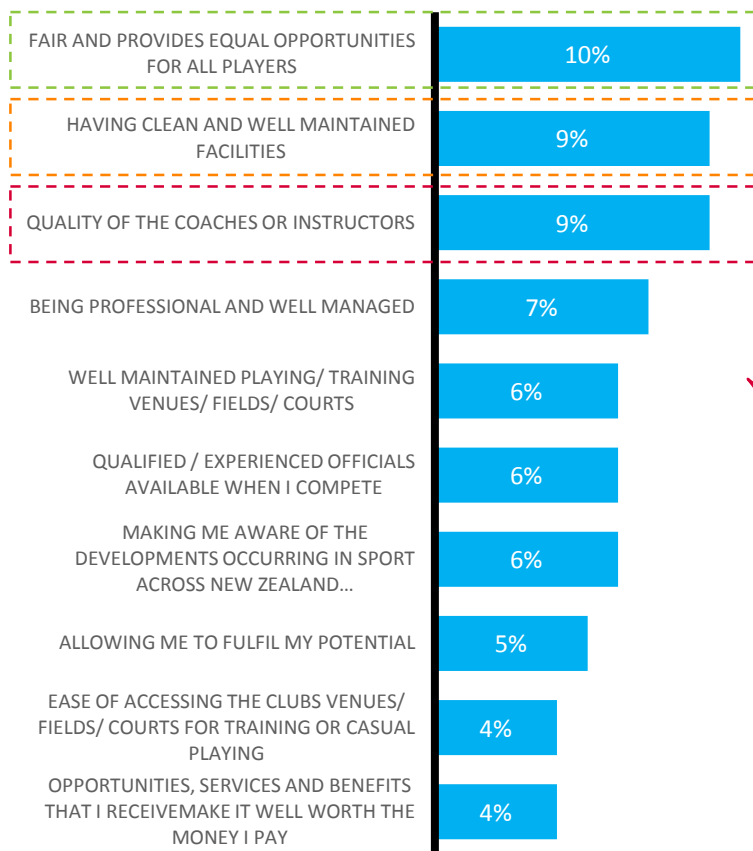 FAIR AND PROVIDES EQUAL OPPORTUNITIES
FOR ALL PLAYERS
10%
HAVING CLEAN AND WELL MAINTAINED
FACILITIES
9%
QUALITY OF THE COACHES OR INSTRUCTORS
9%
BEING PROFESSIONAL AND WELL MANAGED
7%
WELL MAINTAINED PLAYING/ TRAINING
VENUES/ FIELDS/ COURTS
6%
QUALIFIED / EXPERIENCED OFFICIALS
AVAILABLE WHEN I COMPETE
6%
MAKING ME AWARE OF THE
DEVELOPMENTS OCCURRING IN SPORT
ACROSS NEW ZEALAND…
6%
ALLOWING ME TO FULFIL MY POTENTIAL
5%
EASE OF ACCESSING THE CLUBS VENUES/
FIELDS/ COURTS FOR TRAINING OR CASUAL
PLAYING
4%
OPPORTUNITIES, SERVICES AND BENEFITS
THAT I RECEIVEMAKE IT WELL WORTH THE
MONEY I PAY
4%